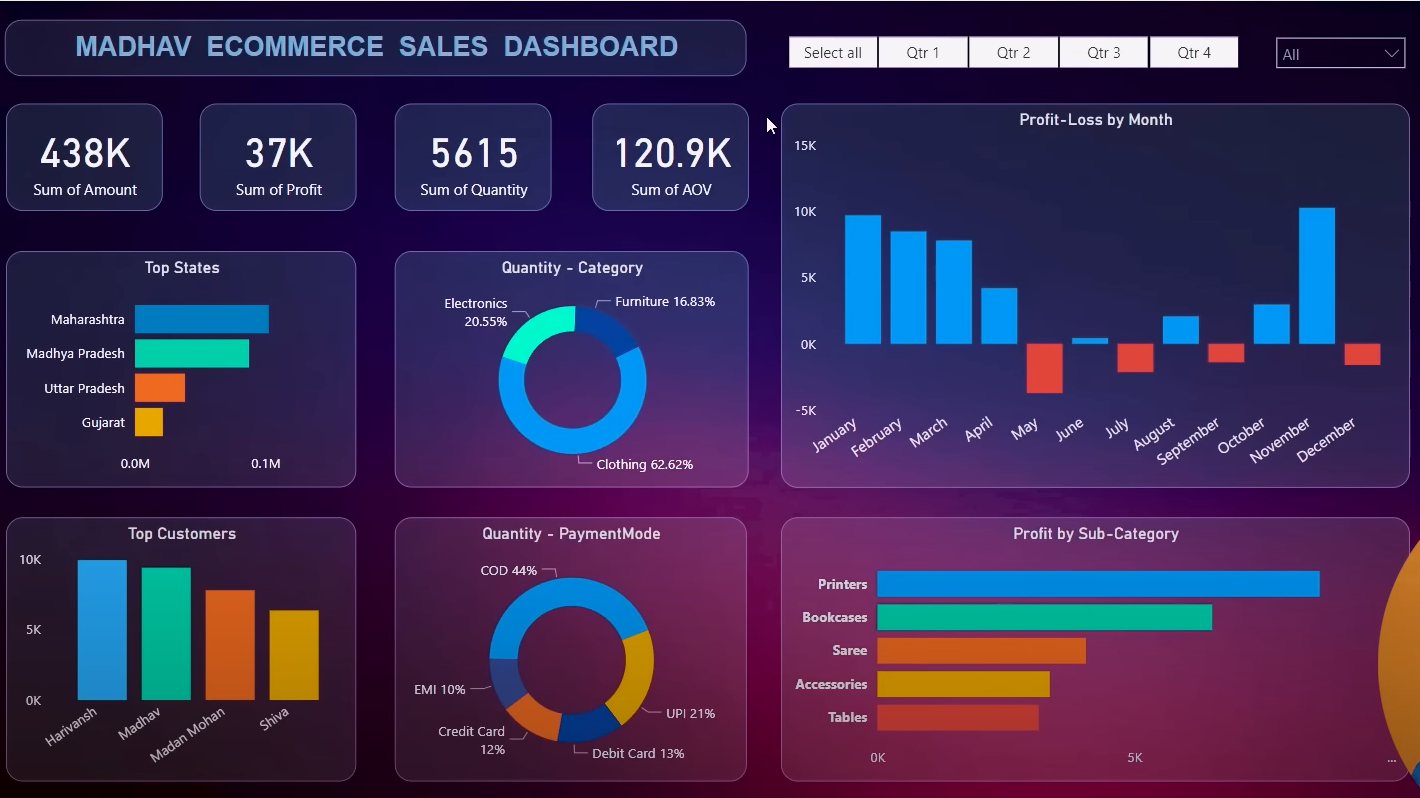 MADHAV ECOMMERCE SALES DASHBOARD
Select all
Qtr 1
Qtr 2
Qtr 3
Qtr 4
All
438K
Sum of Amount
37K
Sum of Profit
5615
Sum of Quantity
120.9K
Sum of AOV
Profit-Loss by Month
15K
10K
5K
0K
-5K
January
February
March
April
May
June
July
August
September
October
November
December
Top States
Maharashtra
Madhya Pradesh
Uttar Pradesh
Gujarat
0.0M
0.1M
Quantity - Category
Electronics
20.55%
Furniture 16.83%
Clothing 62.62%
Top Customers
10K
5K
0K
Harivansh
Madhav
Madan Mohan
Shiva
Quantity - PaymentMode
COD 44%
EMI 10%
Credit Card
12%
Debit Card 13%
UPI 21%
Profit by Sub-Category
Printers
Bookcases
Saree
Accessories
Tables
0K
5K
...